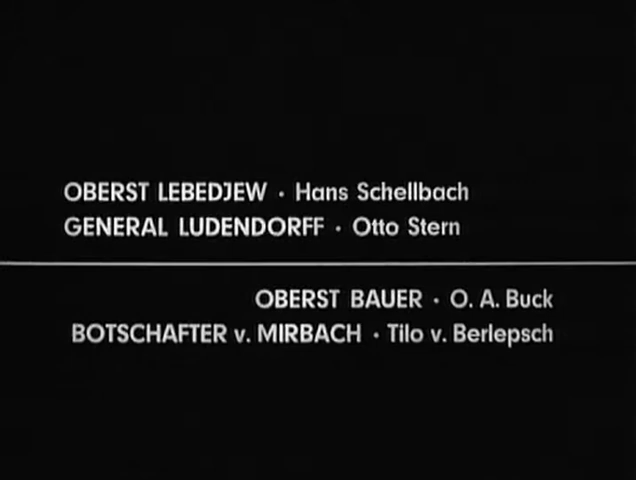 OBERST LEBEDJEW · Hans Schellbach
GENERAL LUDENDORFF · Otto Stern
OBERST BAUER · O. A. Buck
BOTSCHAFTER v. MIRBACH · Tilo v. Berlepsch